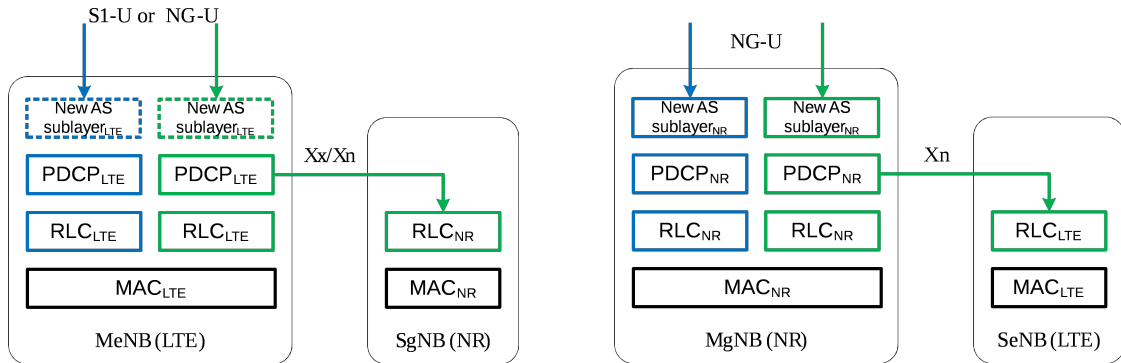 S1-U or NG-U
New AS
sublayerLTE
New AS
sublayerLTE
PDCPLTE
PDCPLTE
Xx/Xn
RLCLTE
RLCLTE
RLCNR
MACLTE
MACNR
MeNB (LTE)
SgNB (NR)
NG-U
New AS
sublayerNR
New AS
sublayerNR
PDCPNR
PDCPNR
Xn
RLCNR
RLCNR
RLCLTE
MACNR
MACLTE
MgNB (NR)
SeNB (LTE)